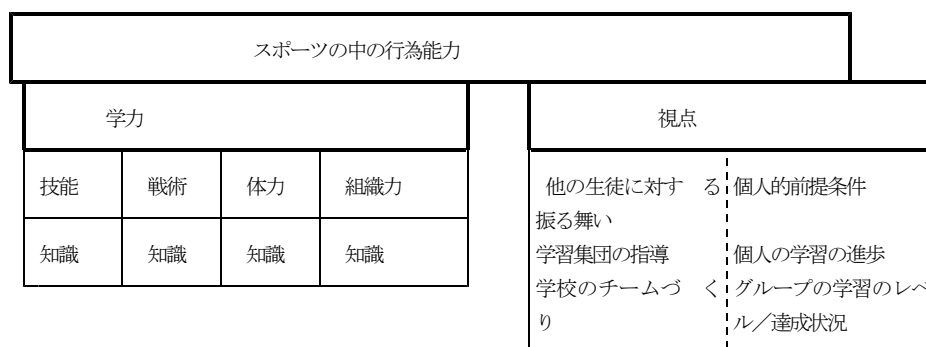 スポーツの中の行為能力
学力
視点
技能 戦術 体力 組織力
知識 知識 知識 知識
他の生徒に対す る
振る舞い
学習集団の指導
学校のチームづ く
り
個人的前提条件
個人の学習の進歩
グループの学習のレベ
ル/達成状況